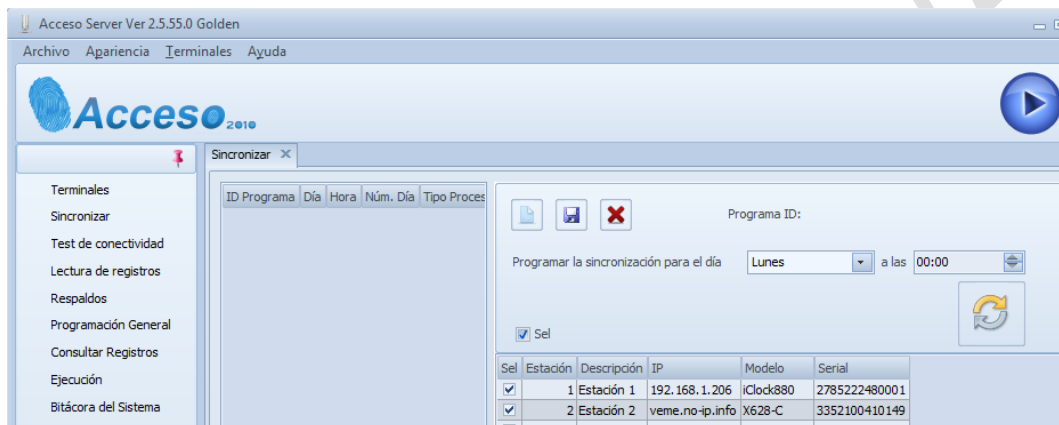 Acceso Server Ver 2.5.55.0 Golden
Archivo Apariencia Terminales Ayuda
Acceso 2010
Sincronizar
Terminales
Sincronizar
Test de conectividad
Lectura de registros
Respaldos
Programación General
Consultar Registros
Ejecución
Bitácora del Sistema
ID Programa Día Hora Núm. Día Tipo Proces
Programa ID:
Programar la sincronización para el día Lunes a las 00:00
Sel
Sel Estación Descripción IP Modelo Serial
1 Estación 1 192.168.1.206 iClock880 2785222480001
2 Estación 2 veme.no-ip.info X628-C 3352100410149